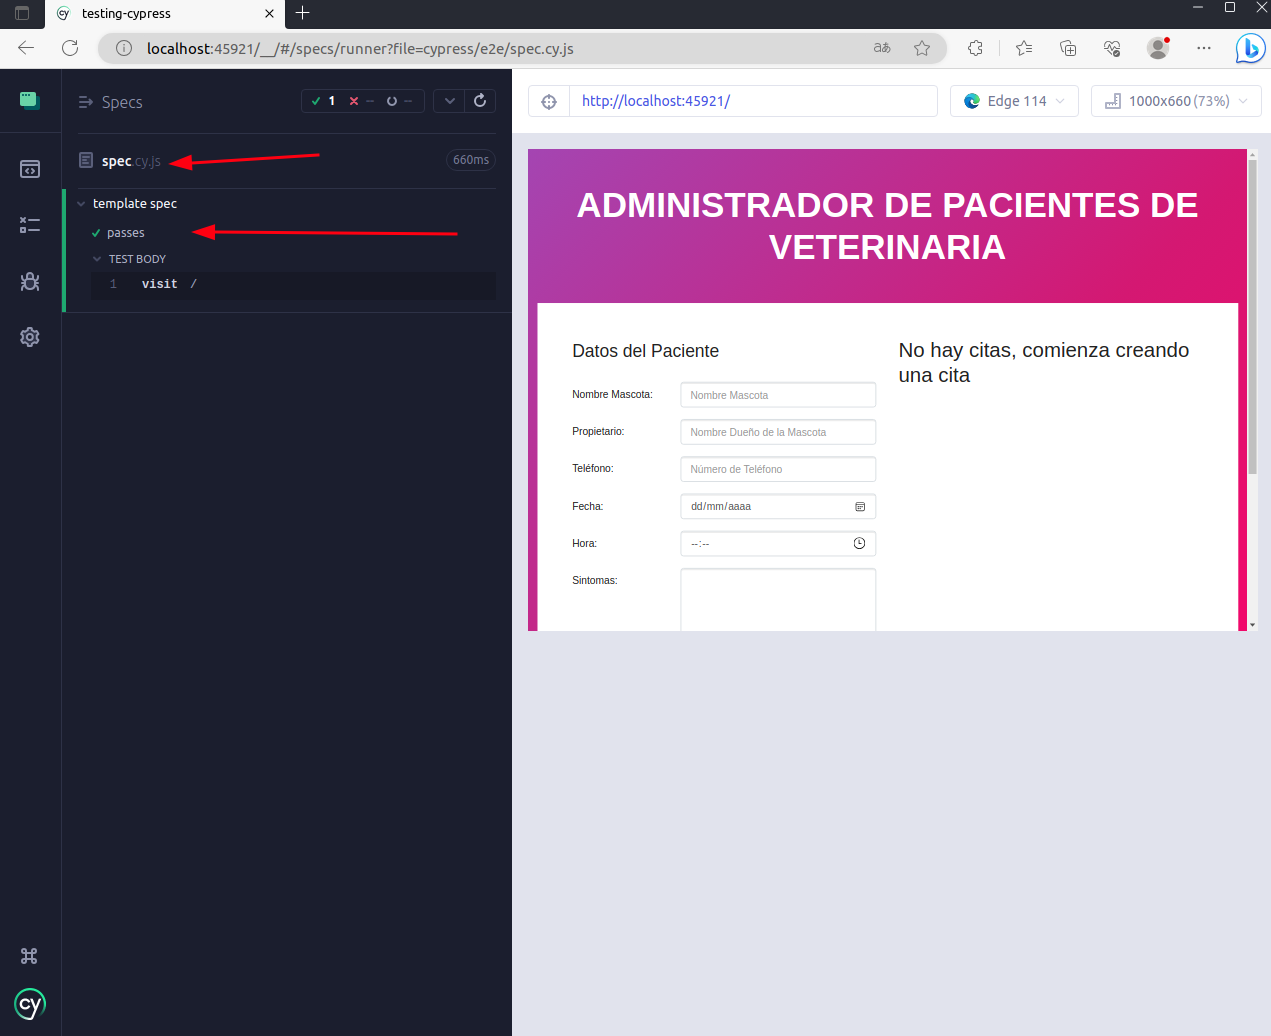 testing-cypress
localhost:45921/__/#/specs/runner?file=cypress/e2e/spec.cy.js
aあ
Specs
1 -- --
http://localhost:45921/
Edge 114
1000x660 (73%)
spec.cy.js
660ms
template spec
passes
TEST BODY
1 visit /
cy
ADMINISTRADOR DE PACIENTES DE
VETERINARIA
Datos del Paciente
Nombre Mascota: Nombre Mascota
Propietario: Nombre Dueño de la Mascota
Teléfono: Número de Teléfono
Fecha: dd/mm/aaaa
Hora: --:--
Sintomas:
No hay citas, comienza creando
una cita